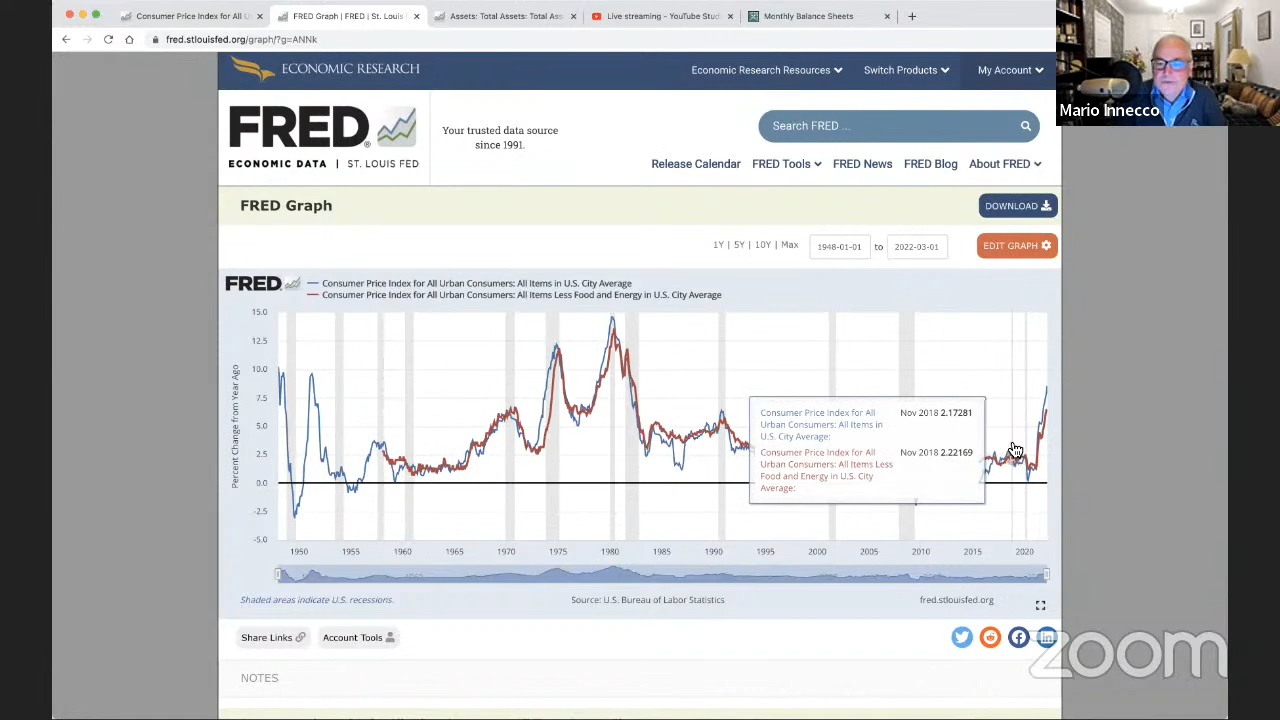 Consumer Price Index for All U
FRED Graph | FRED | St. Louis
Assets: Total Assets: Total Ass
Live streaming - YouTube Stud
Monthly Balance Sheets
fred.stlouisfed.org/graph/?g=ANNk
ECONOMIC RESEARCH
Economic Research Resources
Switch Products
My Account
Mario Innecco
FRED
ECONOMIC DATA | ST. LOUIS FED
Your trusted data source
since 1991.
Search FRED ...
Release Calendar
FRED Tools
FRED News
FRED Blog
About FRED
FRED Graph
DOWNLOAD
1Y | 5Y | 10Y | Max
1948-01-01 to 2022-03-01
EDIT GRAPH
FRED
Consumer Price Index for All Urban Consumers: All Items in U.S. City Average
Consumer Price Index for All Urban Consumers: All Items Less Food and Energy in U.S. City Average
Percent Change from Year Ago
15.0
12.5
10.0
7.5
5.0
2.5
0.0
-2.5
-5.0
Consumer Price Index for All
Urban Consumers: All Items in
U.S. City Average:
Nov 2018 2.17281
Consumer Price Index for All
Urban Consumers: All Items Less
Food and Energy in U.S. City
Average:
Nov 2018 2.22169
1950 1955 1960 1965 1970 1975 1980 1985 1990 1995 2000 2005 2010 2015 2020
Shaded areas indicate U.S. recessions.
Source: U.S. Bureau of Labor Statistics
fred.stlouisfed.org
Share Links
Account Tools
zoom
NOTES